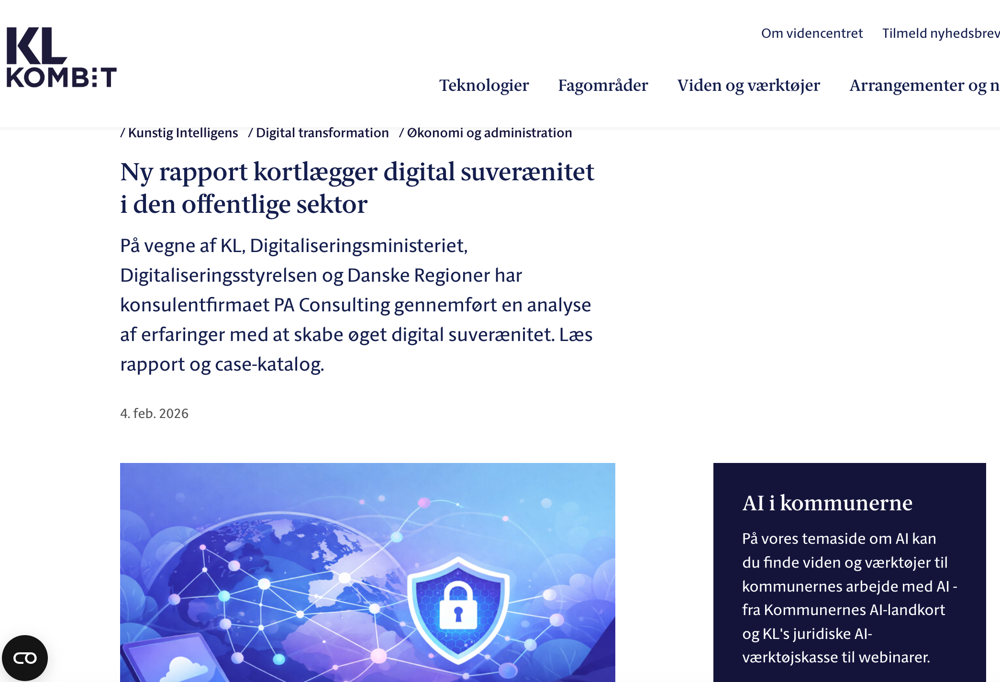 KL
KOMBIT
Om videncentret
Tilmeld nyhedsbrev
Teknologier
Fagområder
Viden og værktøjer
Arrangementer og n
/ Kunstig Intelligens / Digital transformation / Økonomi og administration
Ny rapport kortlægger digital suverænitet
i den offentlige sektor
På vegne af KL, Digitaliseringsministeriet,
Digitaliseringsstyrelsen og Danske Regioner har
konsulentfirmaet PA Consulting gennemført en analyse
af erfaringer med at skabe øget digital suverænitet. Læs
rapport og case-katalog.
4. feb. 2026
AI i kommunerne
På vores temaside om AI kan
du finde viden og værktøjer til
kommunernes arbejde med AI -
fra Kommunernes AI-landkort
og KL's juridiske AI-
værktøjskasse til webinarer.